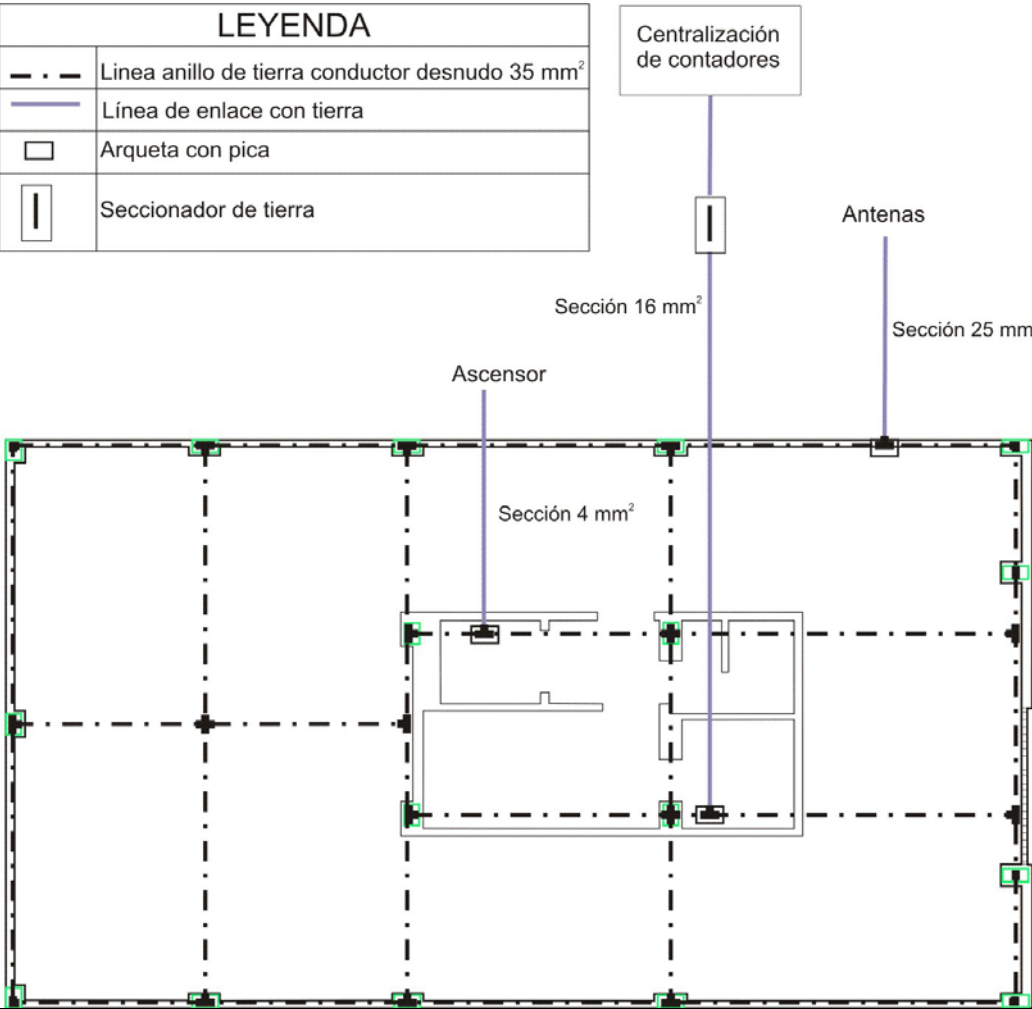 LEYENDA
Linea anillo de tierra conductor desnudo 35 mm²
Línea de enlace con tierra
Arqueta con pica
Seccionador de tierra
Centralización
de contadores
Antenas
Sección 16 mm²
Sección 25 mm
Ascensor
Sección 4 mm²